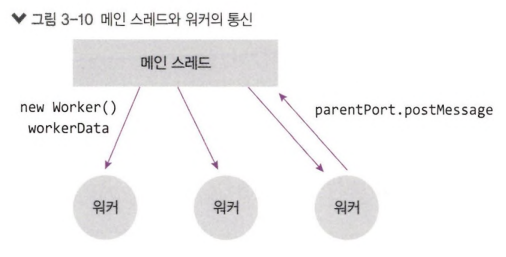 그림 3-10 메인 스레드와 워커의 통신
메인 스레드
new Worker()
workerData
parentPort.postMessage
워커
워커
워커